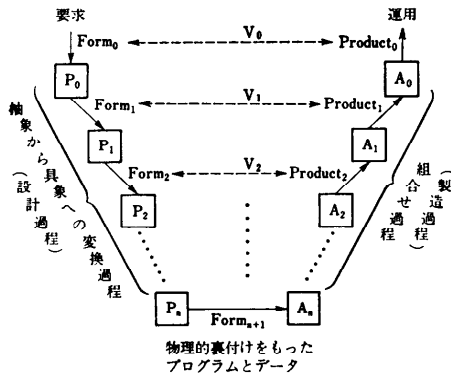 要求
運用
Form₀
V₀
Product₀
P₀
A₀
Form₁
V₁
Product₁
P₁
A₁
Form₂
V₂
Product₂
P₂
A₂
抽象から具象への変換過程
(設計過程)
組合せ過程
(製造過程)
Pₙ
Aₙ
Formₙ₊₁
物理的裏付けをもった
プログラムとデータ